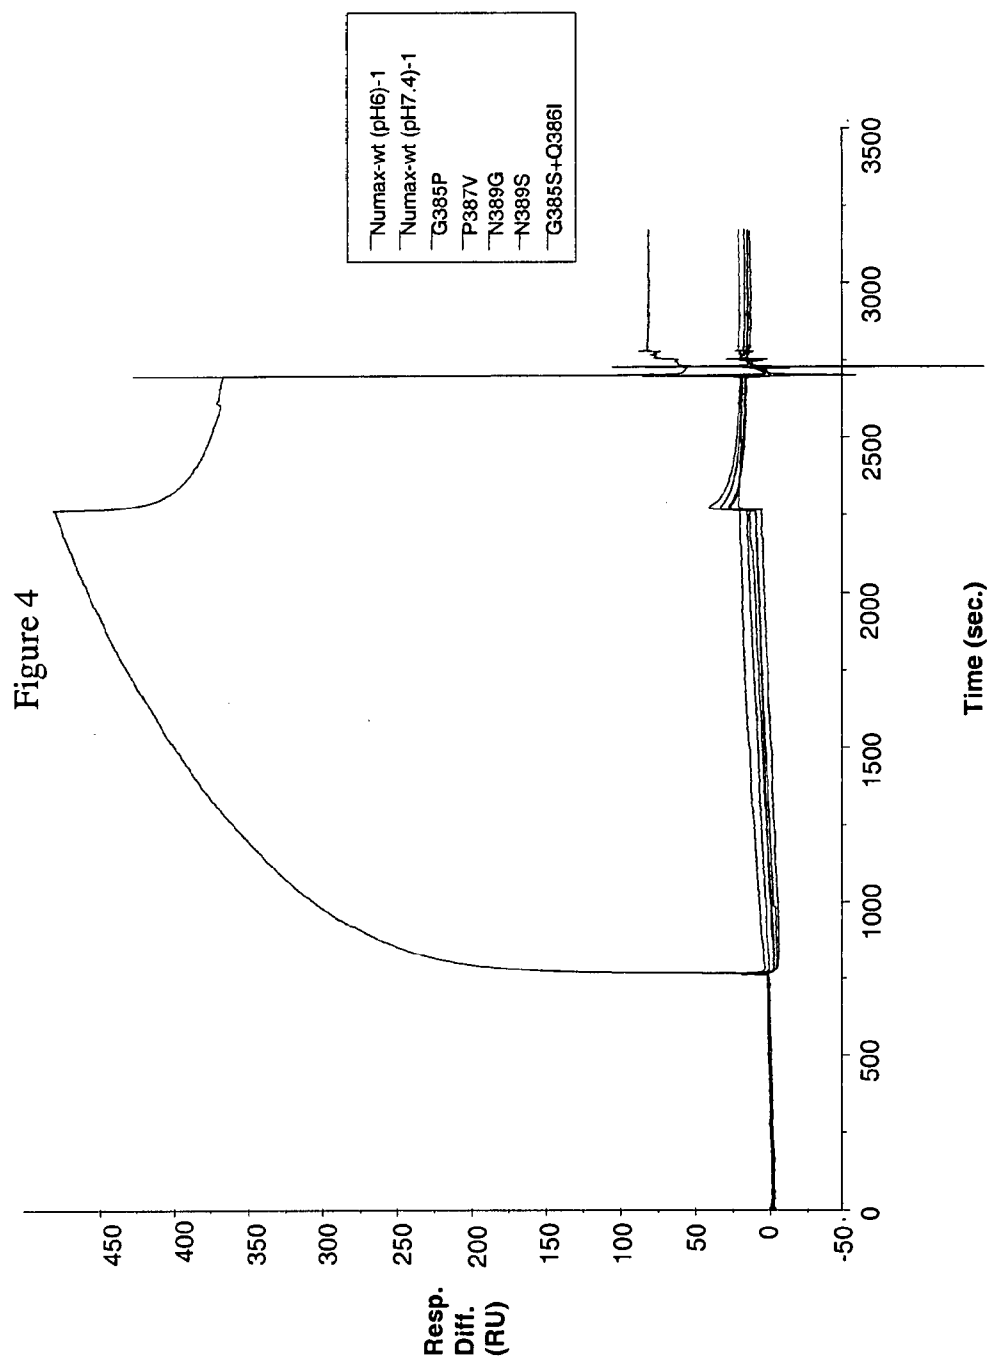 Figure 4
Resp.
Diff.
(RU)
450
400
350
300
250
200
150
100
50
0
-50
0
500
1000
1500
2000
2500
3000
3500
Time (sec.)
Numax-wt (pH6)-1
Numax-wt (pH7.4)-1
G385P
P387V
N389G
N389S
G385S+Q386I